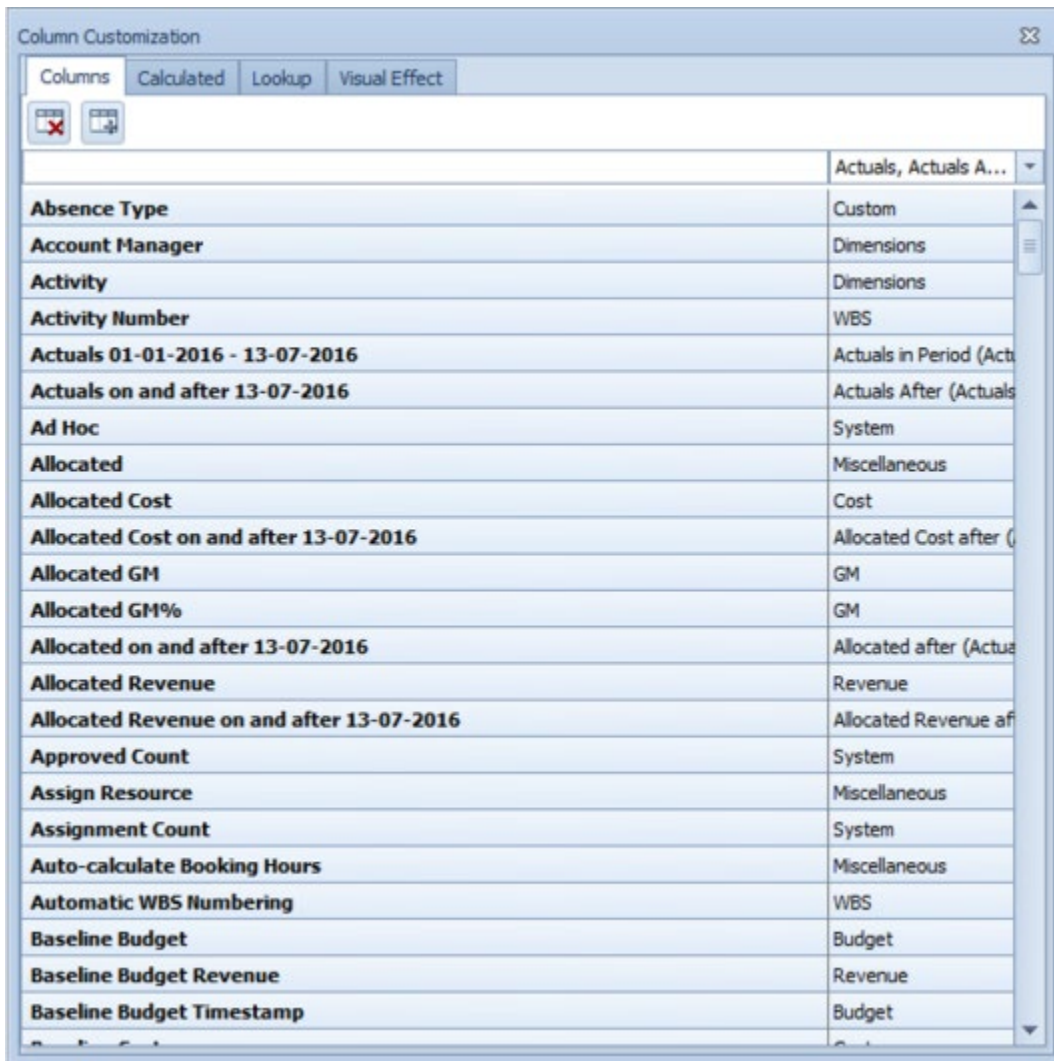 Column Customization
Columns Calculated Lookup Visual Effect
Actuals, Actuals A...
Absence Type Custom
Account Manager Dimensions
Activity Dimensions
Activity Number WBS
Actuals 01-01-2016 - 13-07-2016 Actuals in Period (Actu
Actuals on and after 13-07-2016 Actuals After (Actuals
Ad Hoc System
Allocated Miscellaneous
Allocated Cost Cost
Allocated Cost on and after 13-07-2016 Allocated Cost after (
Allocated GM GM
Allocated GM% GM
Allocated on and after 13-07-2016 Allocated after (Actua
Allocated Revenue Revenue
Allocated Revenue on and after 13-07-2016 Allocated Revenue af
Approved Count System
Assign Resource Miscellaneous
Assignment Count System
Auto-calculate Booking Hours Miscellaneous
Automatic WBS Numbering WBS
Baseline Budget Budget
Baseline Budget Revenue Revenue
Baseline Budget Timestamp Budget